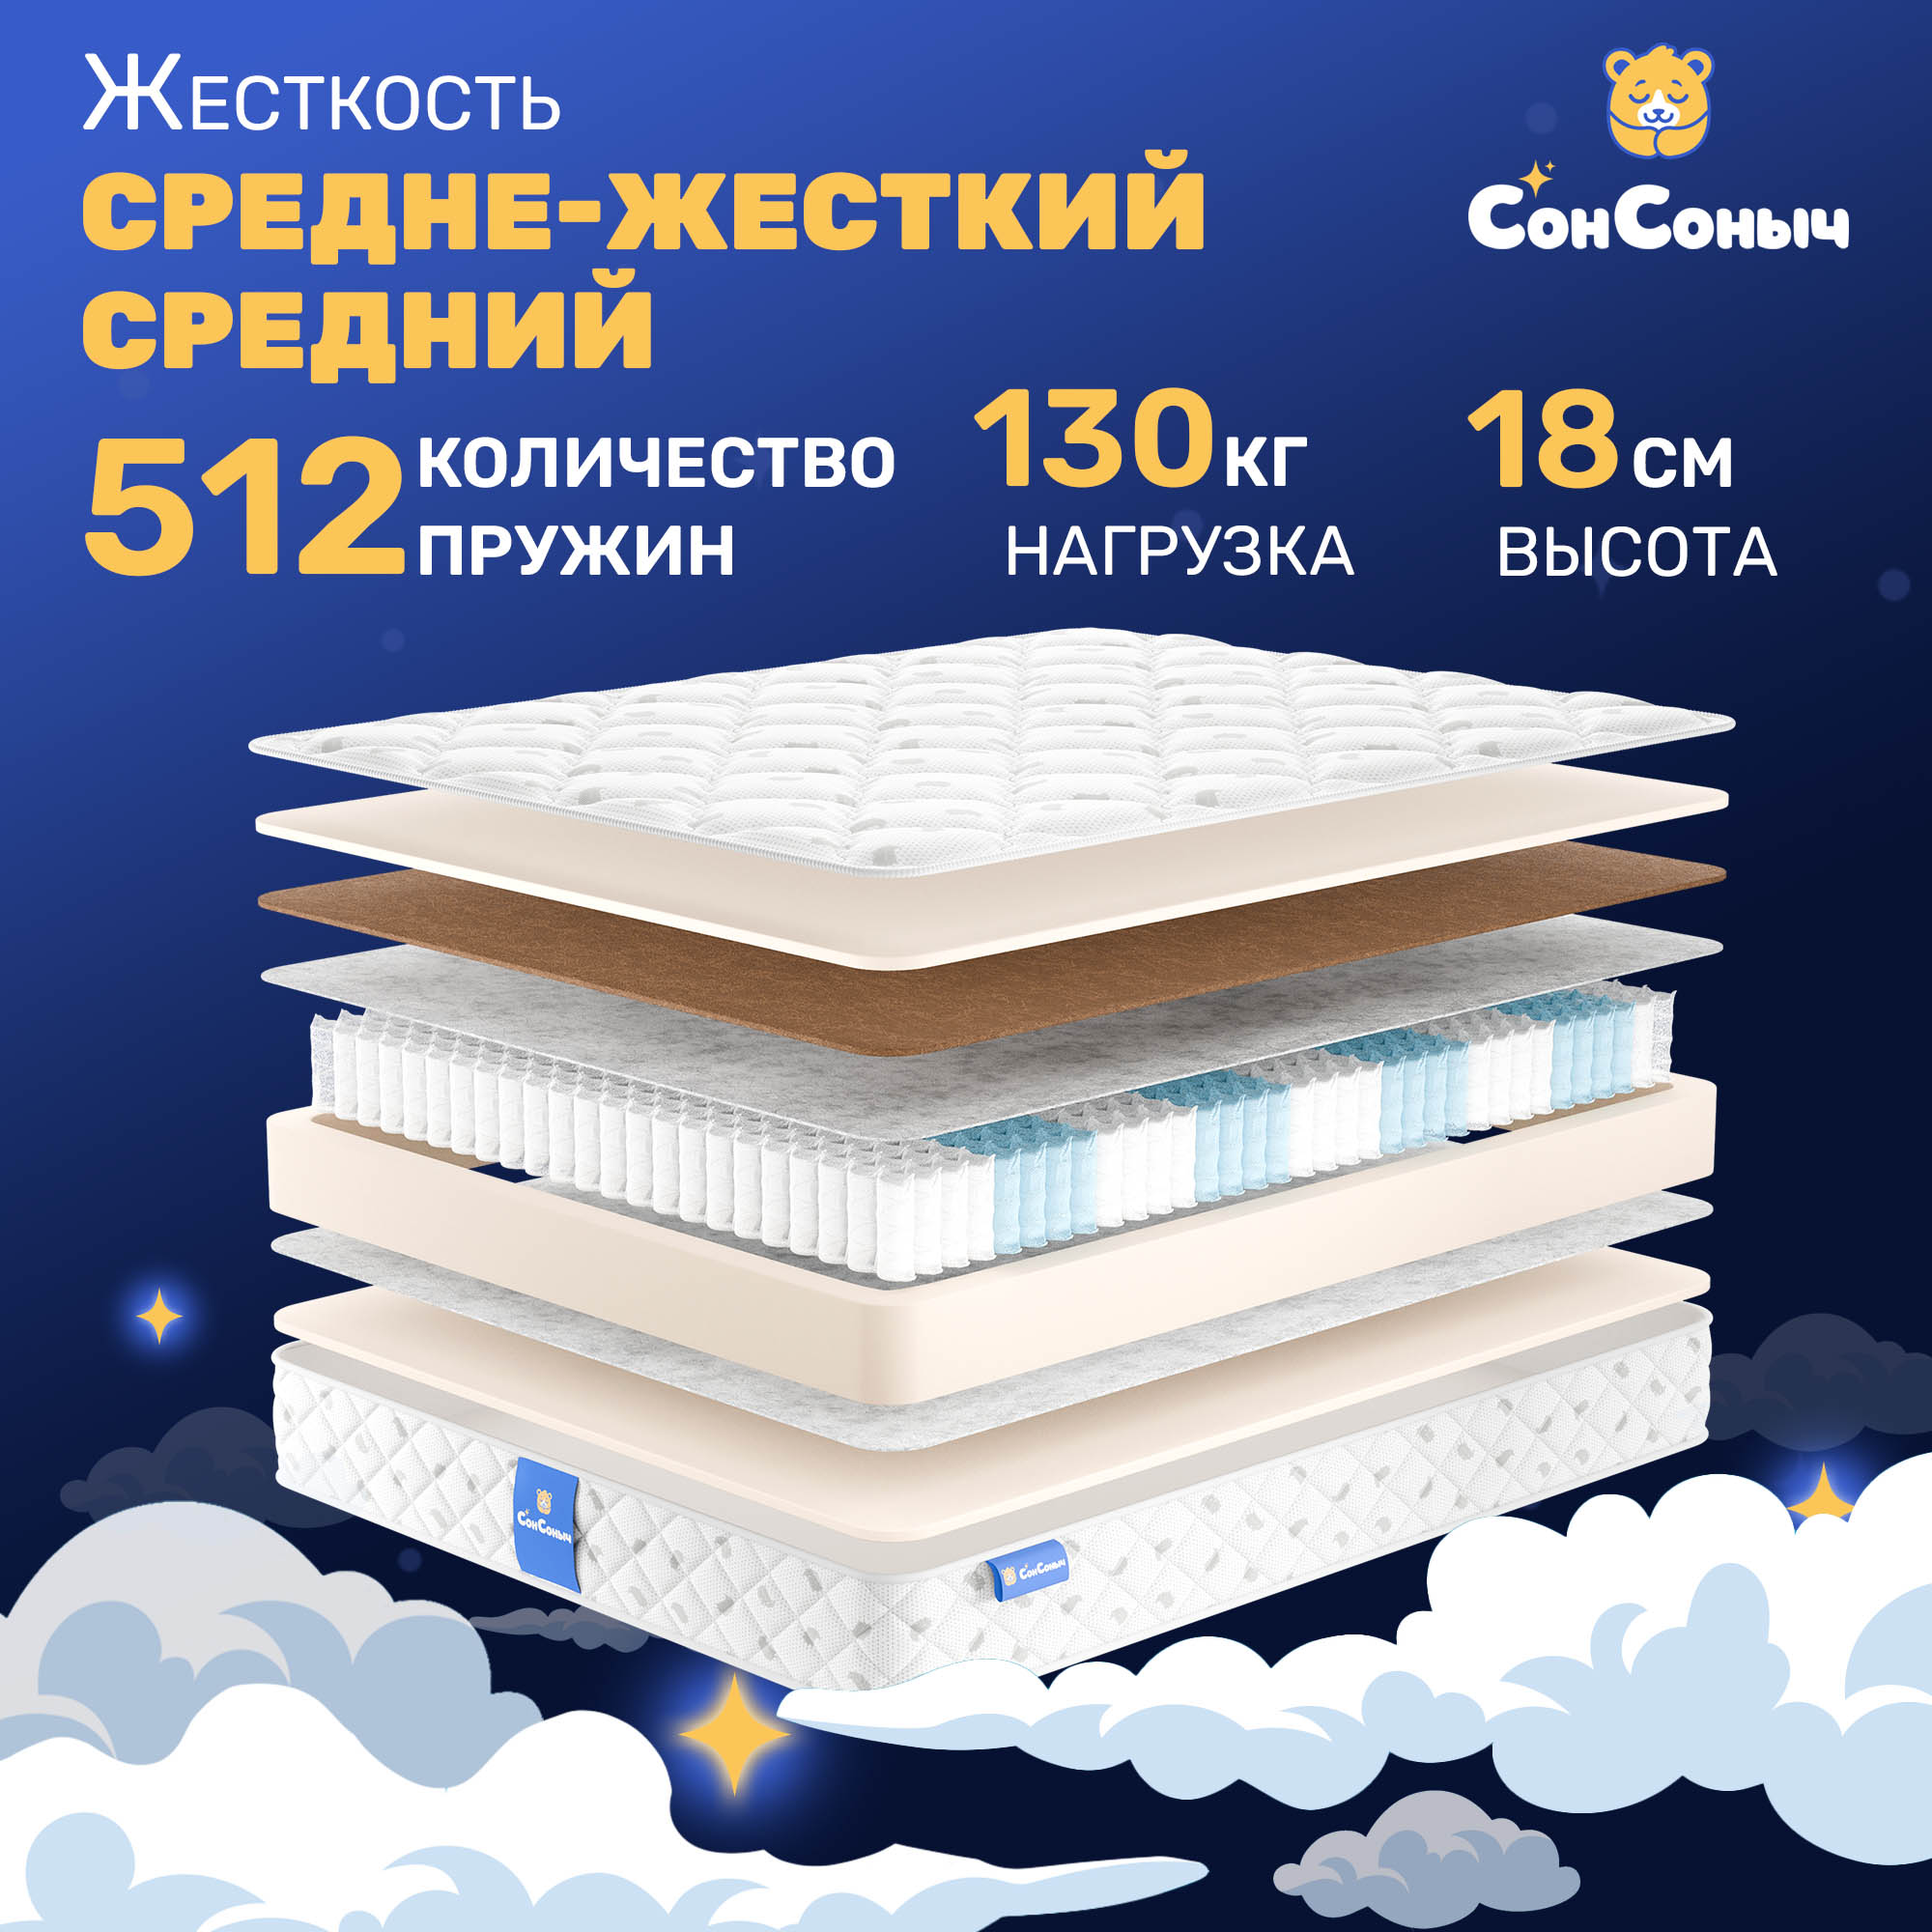 Жесткость
СРЕДНЕ-ЖЕСТКИЙ
СРЕДНИЙ
СонСоныч
512 КОЛИЧЕСТВО
ПРУЖИН
130 КГ
НАГРУЗКА
18 СМ
ВЫСОТА
СонСоныч
СонСоныч